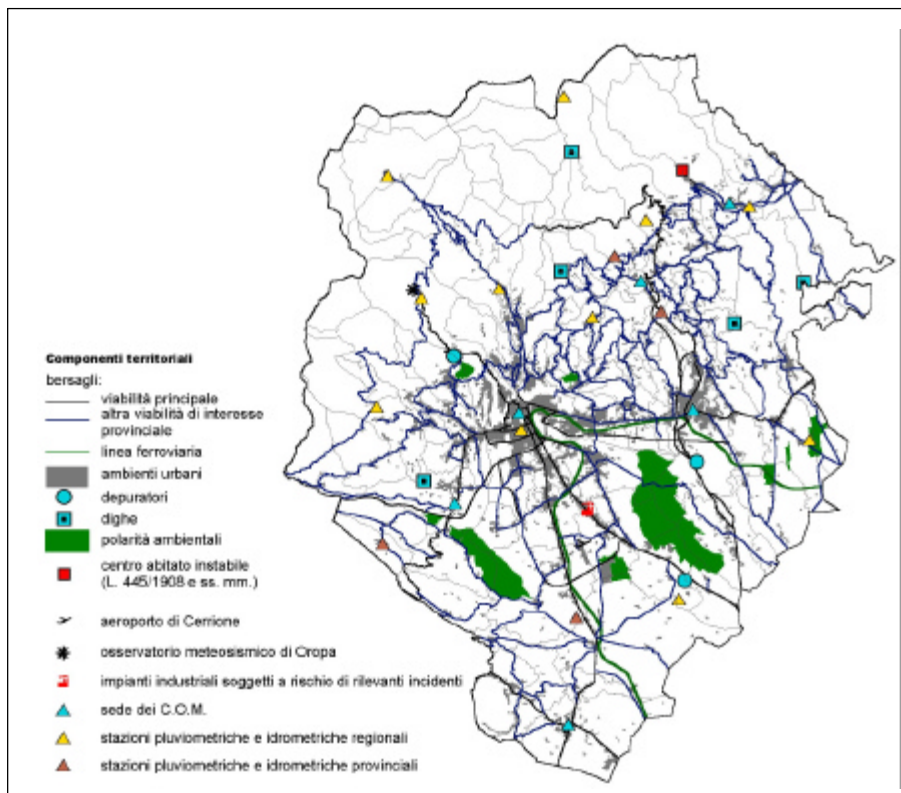 Componenti territoriali
bersagli:
viabilità principale
altra viabilità di interesse
provinciale
linea ferroviaria
ambienti urbani
depuratori
dighe
polarità ambientali
centro abitato instabile
(L. 445/1908 e ss. mm.)
aeroporto di Cerrione
osservatorio meteosismico di Oropa
impianti industriali soggetti a rischio di rilevanti incidenti
sede dei C.O.M.
stazioni pluviometriche e idrometriche regionali
stazioni pluviometriche e idrometriche provinciali